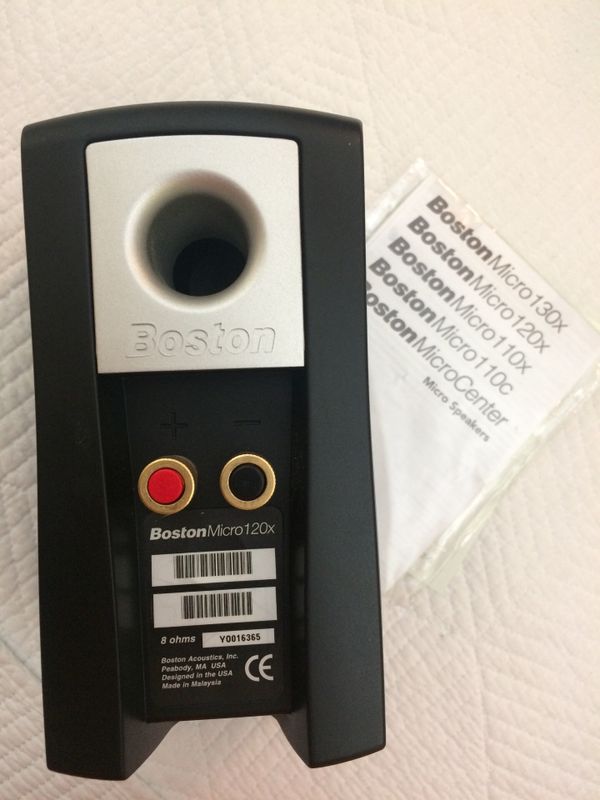 Boston
+ −
BostonMicro120x
8 ohms Y0016365
Boston Acoustics, Inc.
Peabody, MA USA
Designed in the USA
Made in Malaysia
CE
BostonMicro130x
BostonMicro120x
BostonMicro110x
BostonMicro110c
BostonMicroCenter
Micro Speakers